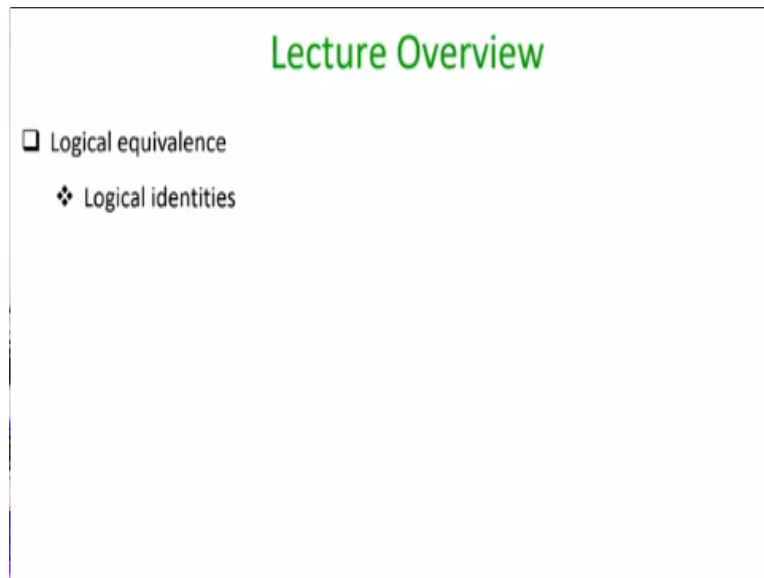 Lecture Overview
Logical equivalence
Logical identities